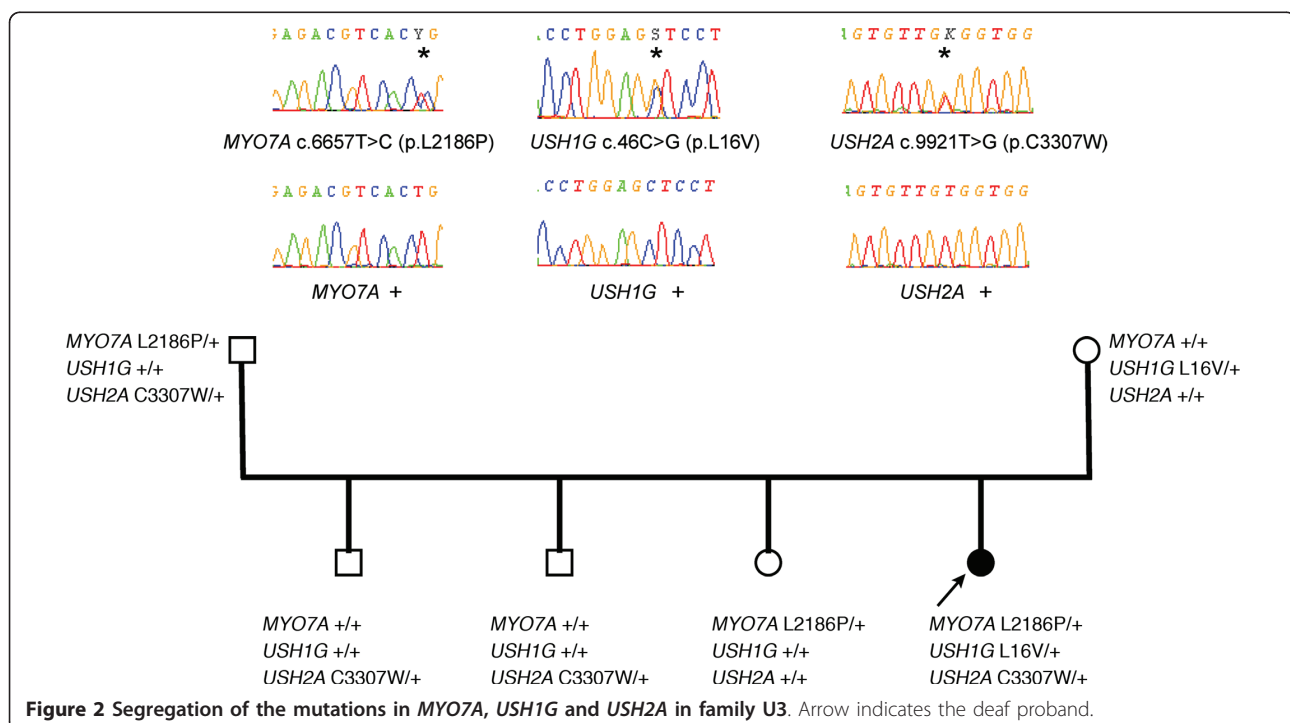 GAGACGTCACYG
.CCTGGAGSTCCT
GTGTTGKGGTGG
*
*
*
MYO7A c.6657T>C (p.L2186P)
USH1G c.46C>G (p.L16V)
USH2A c.9921T>G (p.C3307W)
GAGACGTCACTG
.CCTGGAGCTCCT
GTGTTGTGGTGG
MYO7A +
USH1G +
USH2A +
MYO7A L2186P/+
USH1G +/+
USH2A C3307W/+
MYO7A +/+
USH1G L16V/+
USH2A +/+
MYO7A +/+
USH1G +/+
USH2A C3307W/+
MYO7A +/+
USH1G +/+
USH2A C3307W/+
MYO7A L2186P/+
USH1G +/+
USH2A +/+
MYO7A L2186P/+
USH1G L16V/+
USH2A C3307W/+
Figure 2 Segregation of the mutations in MYO7A, USH1G and USH2A in family U3. Arrow indicates the deaf proband.